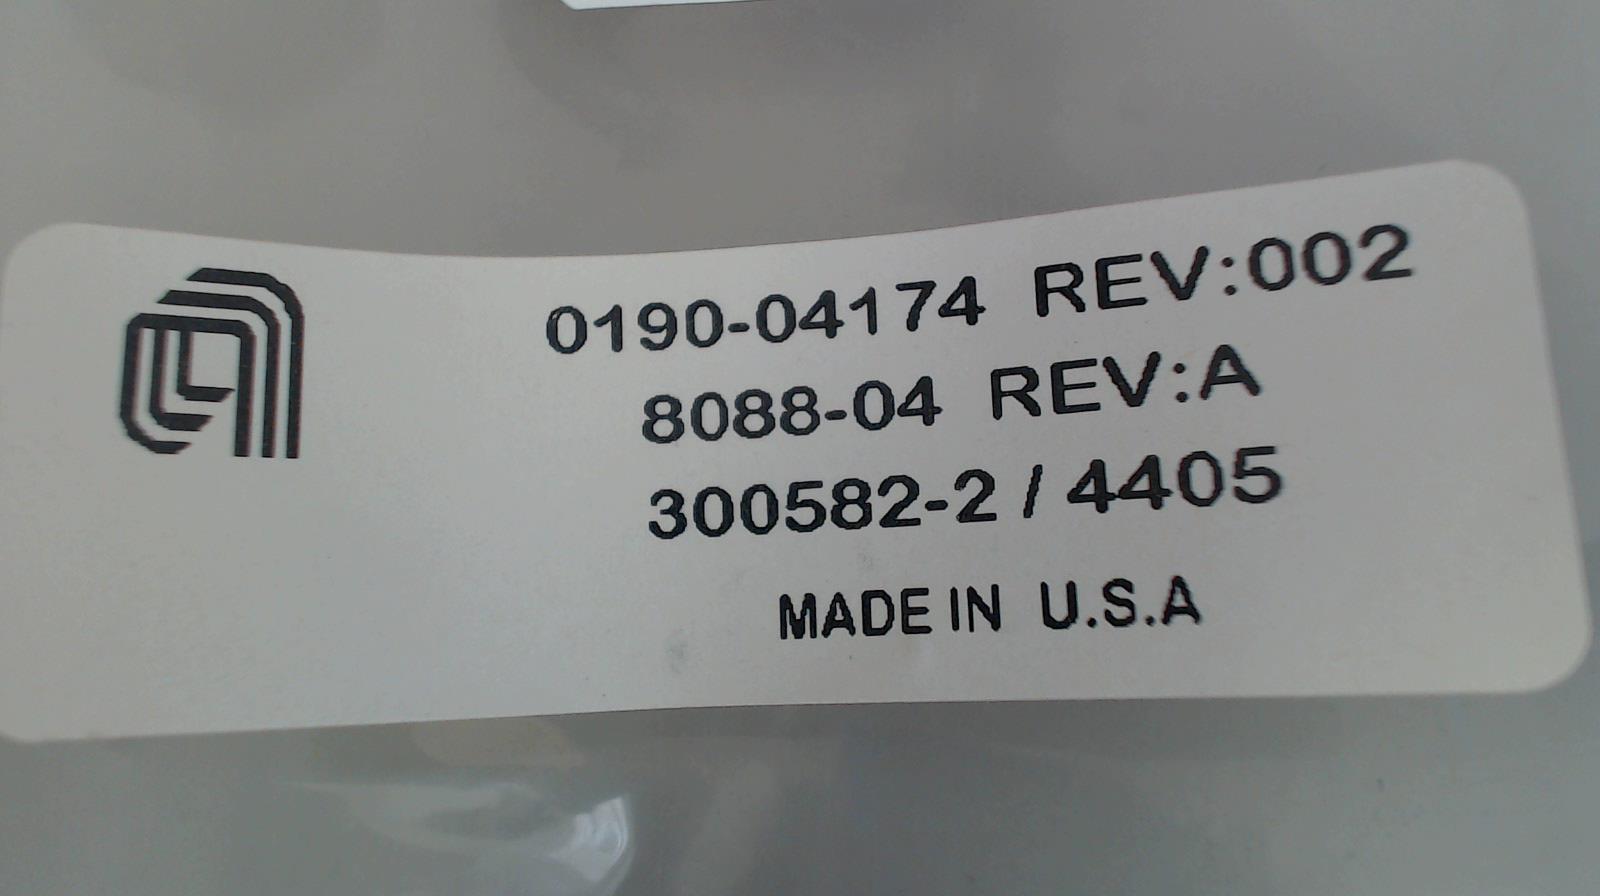 0190-04174 REV:002
8088-04 REV:A
300582-2 / 4405
MADE IN U.S.A